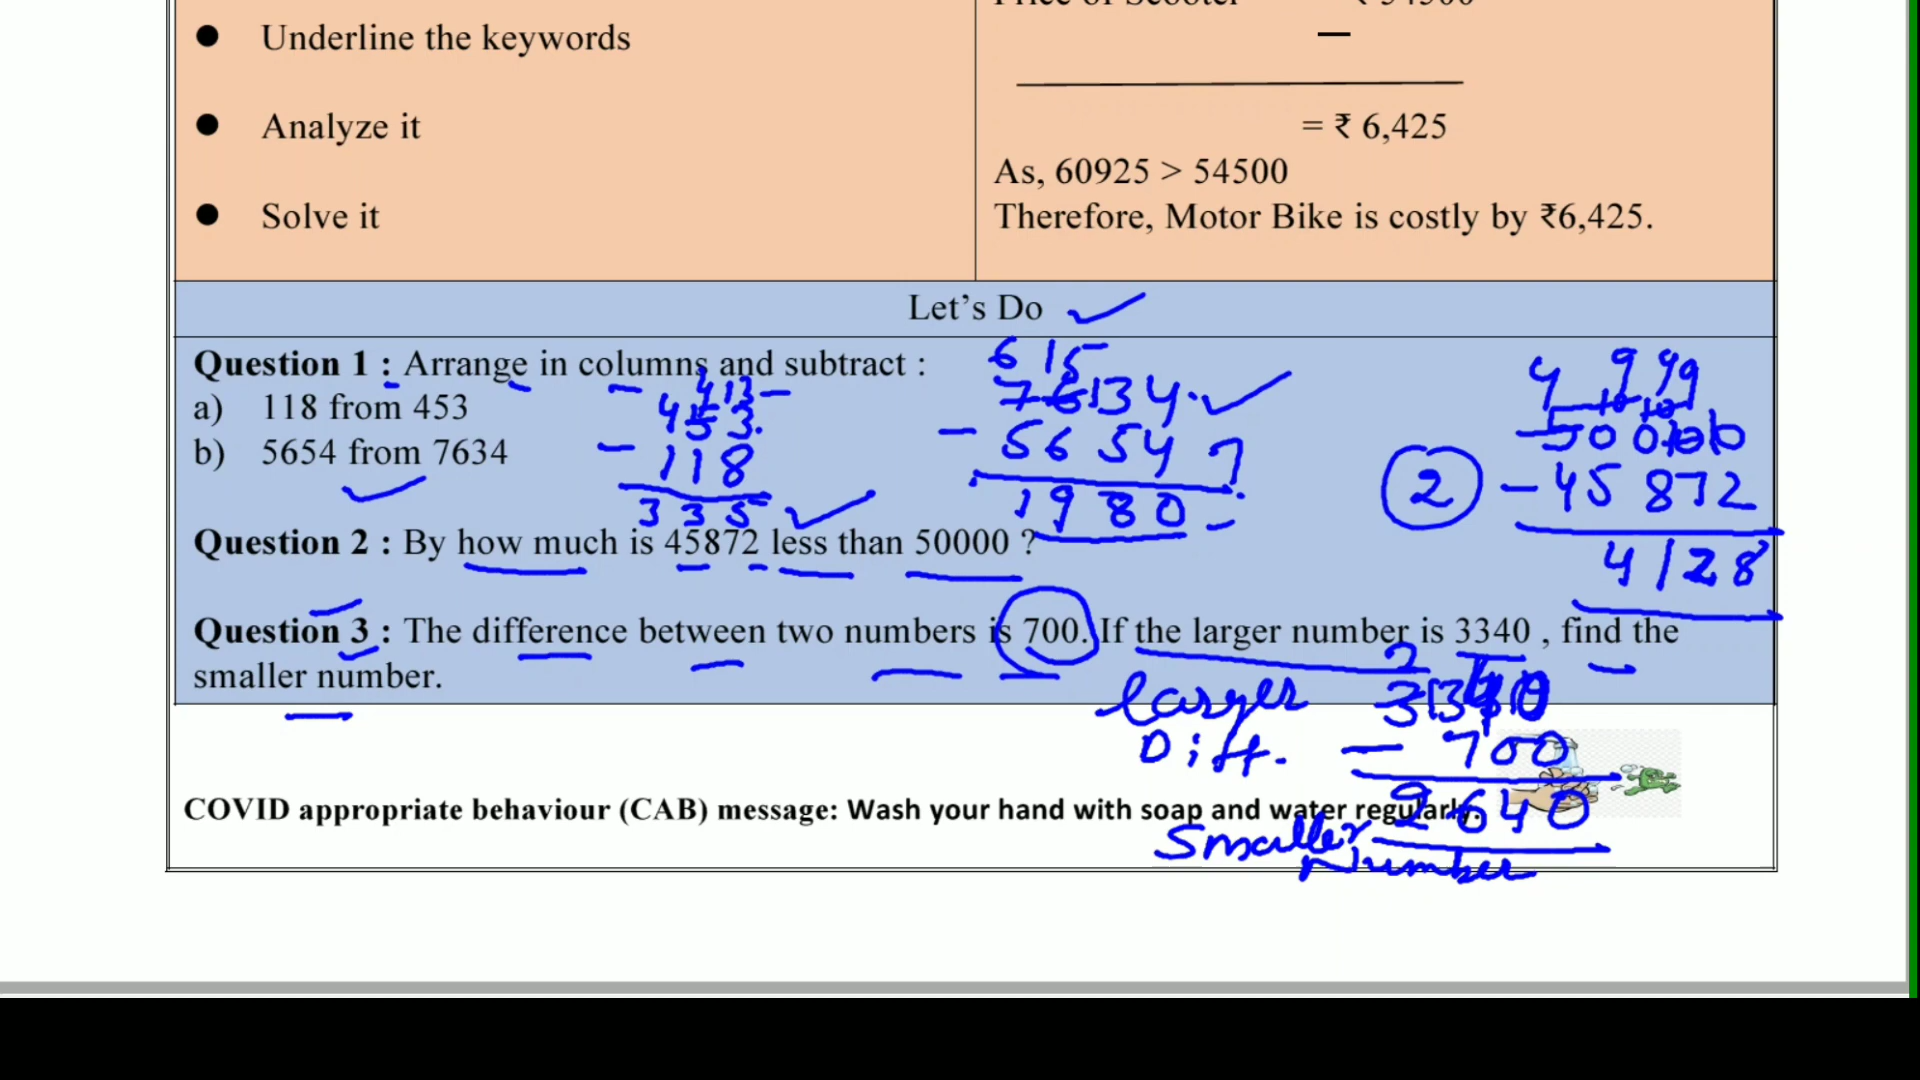 Underline the keywords
= ₹ 6,425
Analyze it
As, 60925 > 54500
Solve it
Therefore, Motor Bike is costly by ₹6,425.
Let's Do
Question 1 : Arrange in columns and subtract :
a) 118 from 453
b) 5654 from 7634
453
- 118
335
7634
- 5654
1980
2
50000
- 45872
4128
Question 2 : By how much is 45872 less than 50000 ?
Question 3 : The difference between two numbers is 700. If the larger number is 3340 , find the
smaller number.
larger 3340
Diff. - 700
2640
Smaller
Number
COVID appropriate behaviour (CAB) message: Wash your hand with soap and water regularly.